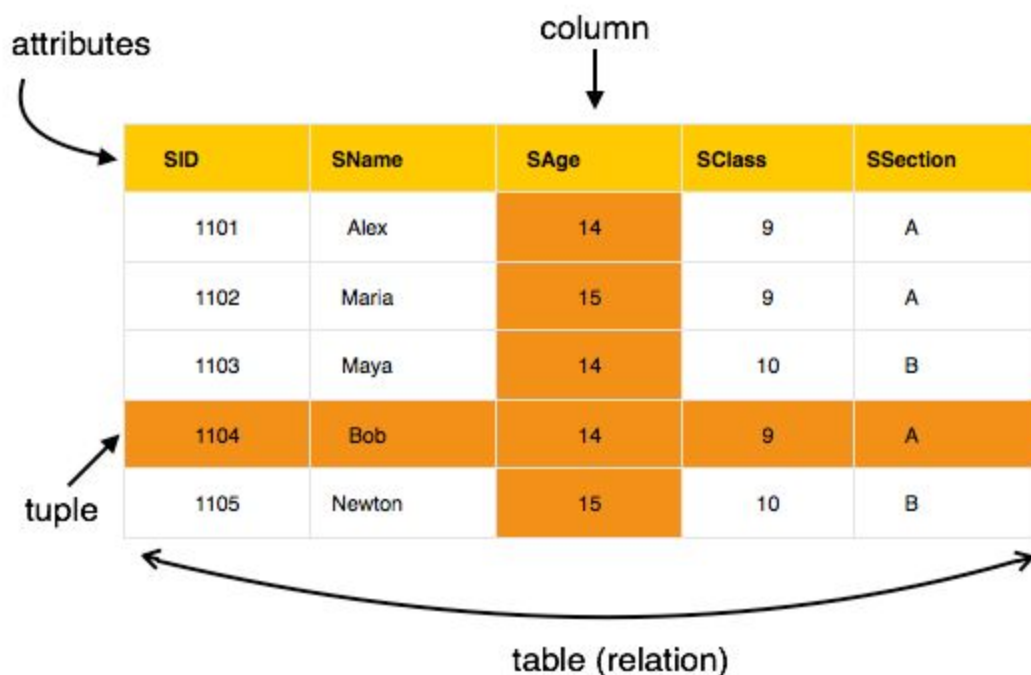 column
attributes
SID SName SAge SClass SSection
1101 Alex 14 9 A
1102 Maria 15 9 A
1103 Maya 14 10 B
1104 Bob 14 9 A
tuple
1105 Newton 15 10 B
table (relation)